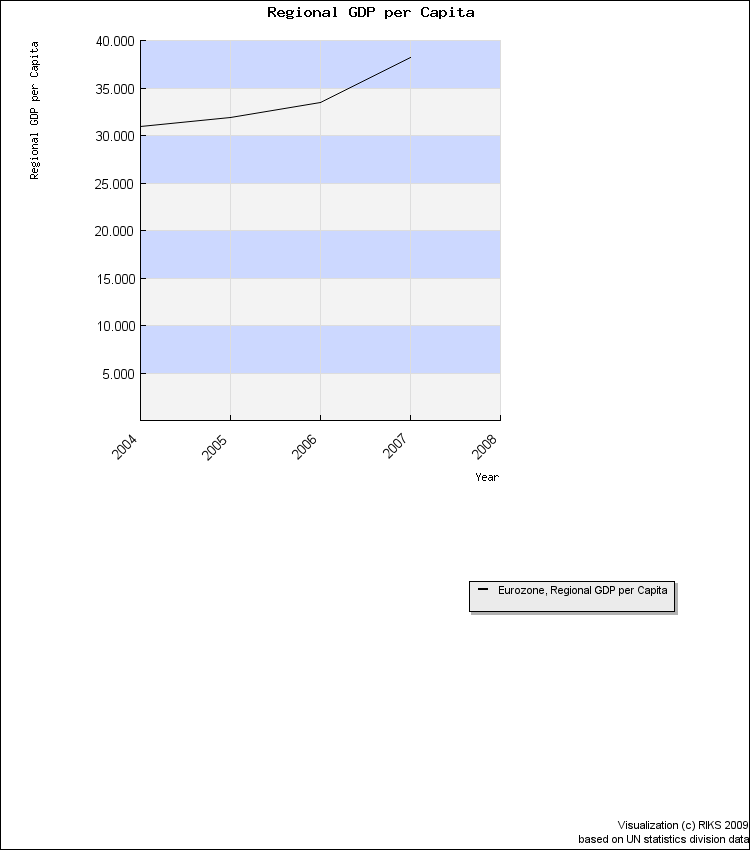 Regional GDP per Capita
Regional GDP per Capita
40.000
35.000
30.000
25.000
20.000
15.000
10.000
5.000
2004
2005
2006
2007
2008
Year
Eurozone, Regional GDP per Capita
Visualization (c) RIKS 2009
based on UN statistics division data